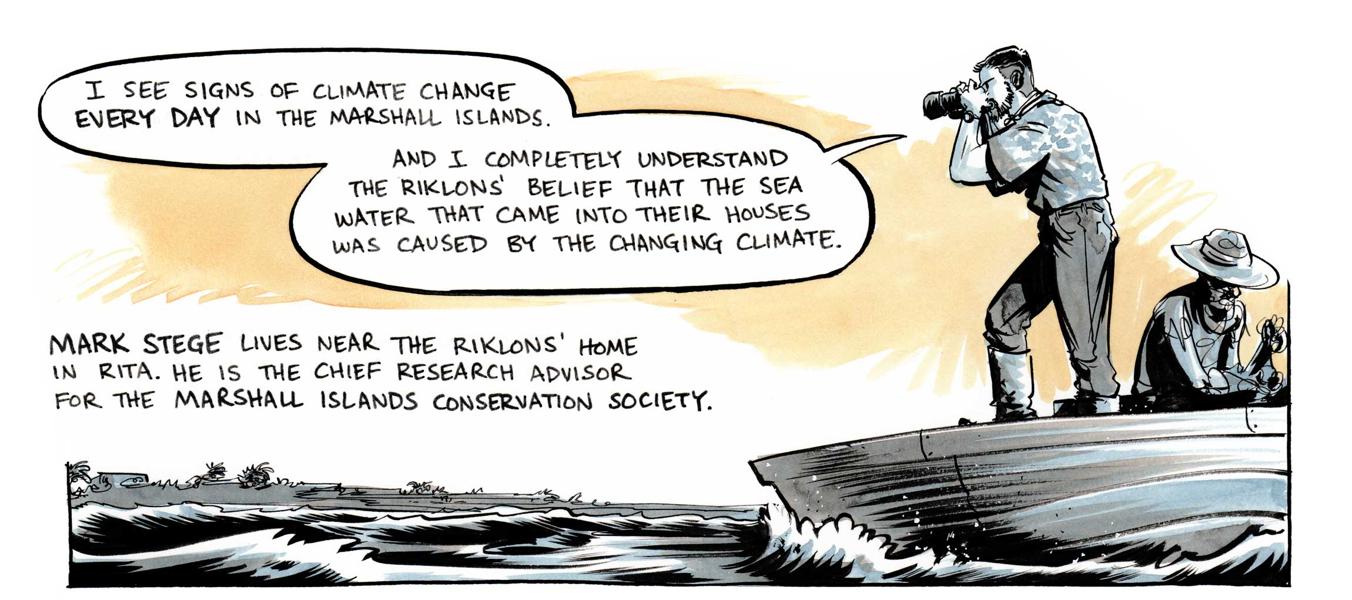 I SEE SIGNS OF CLIMATE CHANGE
EVERY DAY IN THE MARSHALL ISLANDS.
AND I COMPLETELY UNDERSTAND
THE RIKLONS' BELIEF THAT THE SEA
WATER THAT CAME INTO THEIR HOUSES
WAS CAUSED BY THE CHANGING CLIMATE.
MARK STEGE LIVES NEAR THE RIKLONS' HOME
IN RITA. HE IS THE CHIEF RESEARCH ADVISOR
FOR THE MARSHALL ISLANDS CONSERVATION SOCIETY.